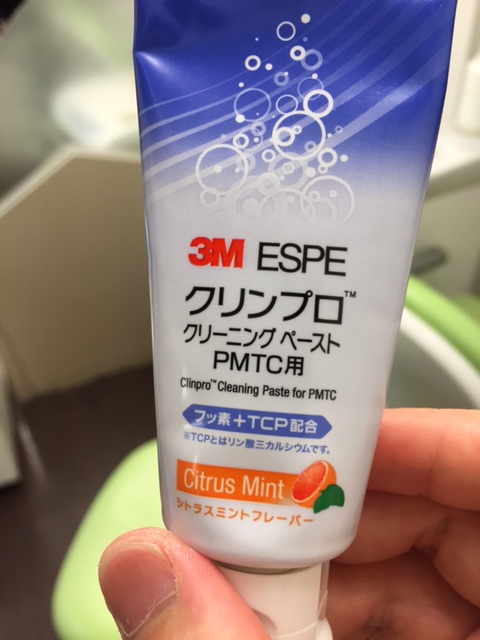 3M ESPE
クリンプロ™
クリーニング ペースト
PMTC用
Clinpro™ Cleaning Paste for PMTC
フッ素+TCP配合
※TCPとはリン酸三カルシウムです。
Citrus Mint
シトラスミントフレーバー